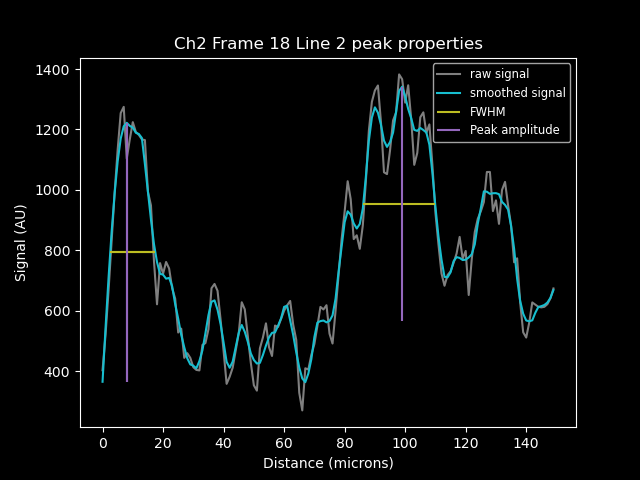 Ch2 Frame 18 Line 2 peak properties
raw signal
smoothed signal
FWHM
Peak amplitude
1400
1200
1000
800
600
400
Signal (AU)
0 20 40 60 80 100 120 140
Distance (microns)